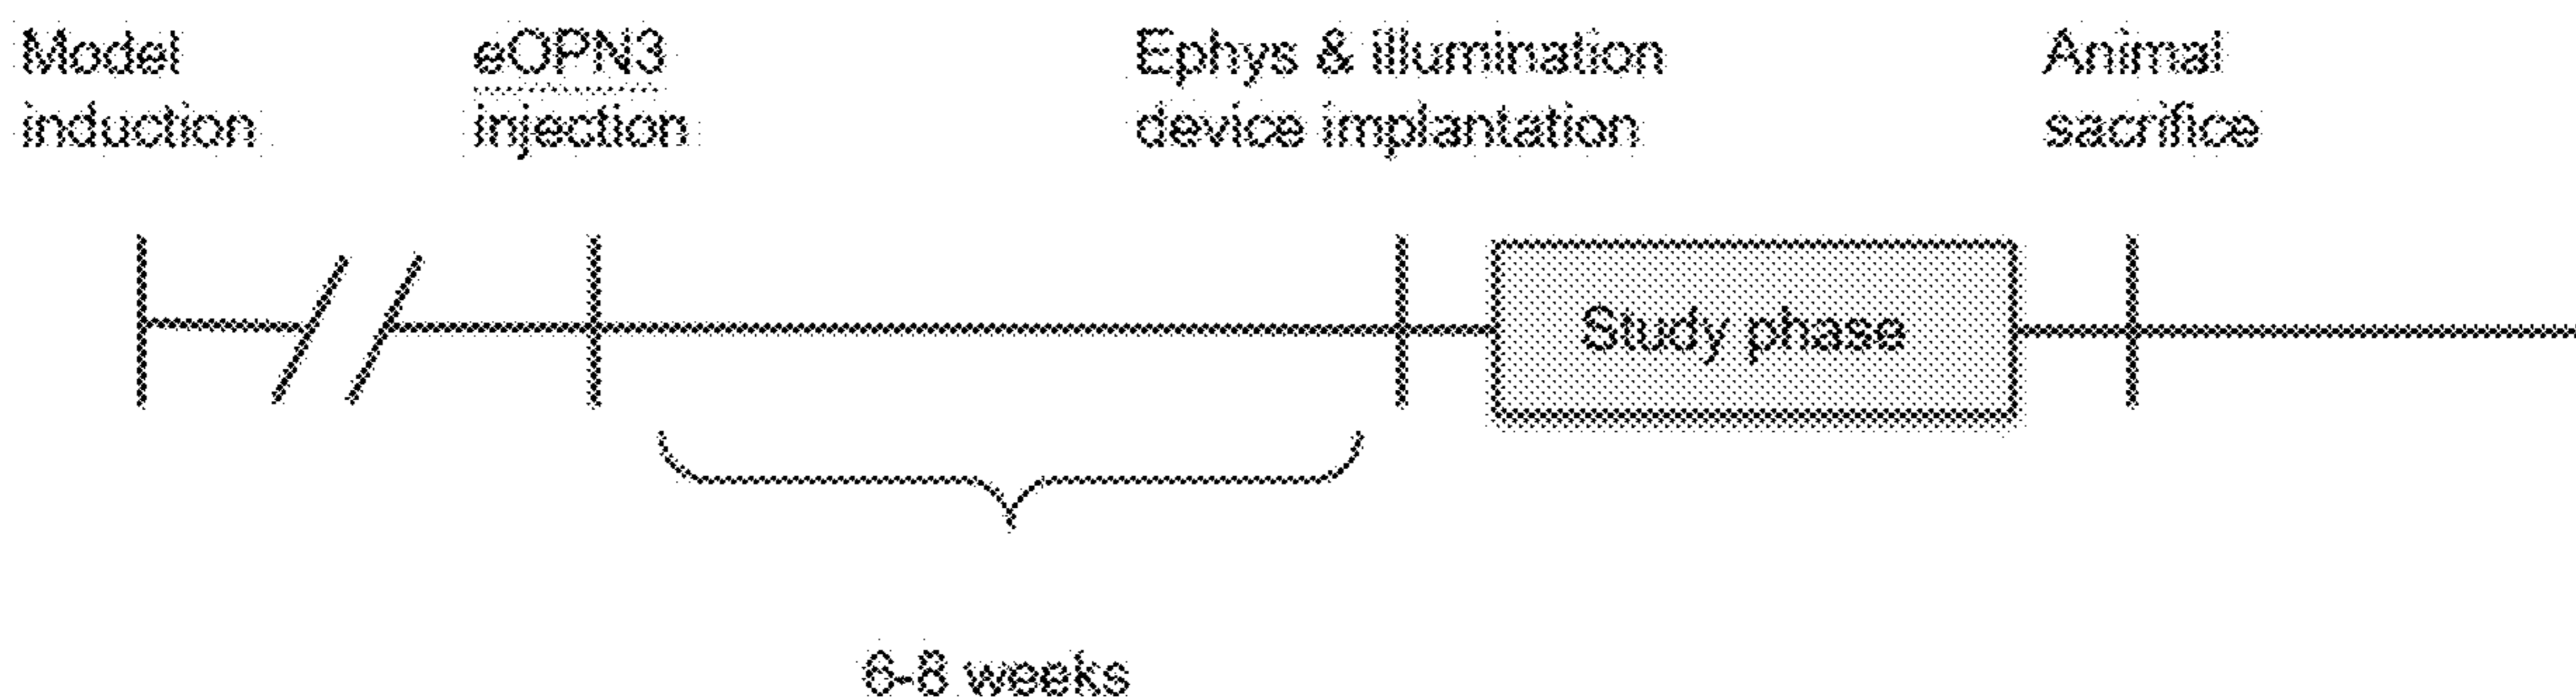 Model
induction
eOPN3
injection
Ephys & illumination
device implantation
Animal
sacrifice
Study phase
6-8 weeks